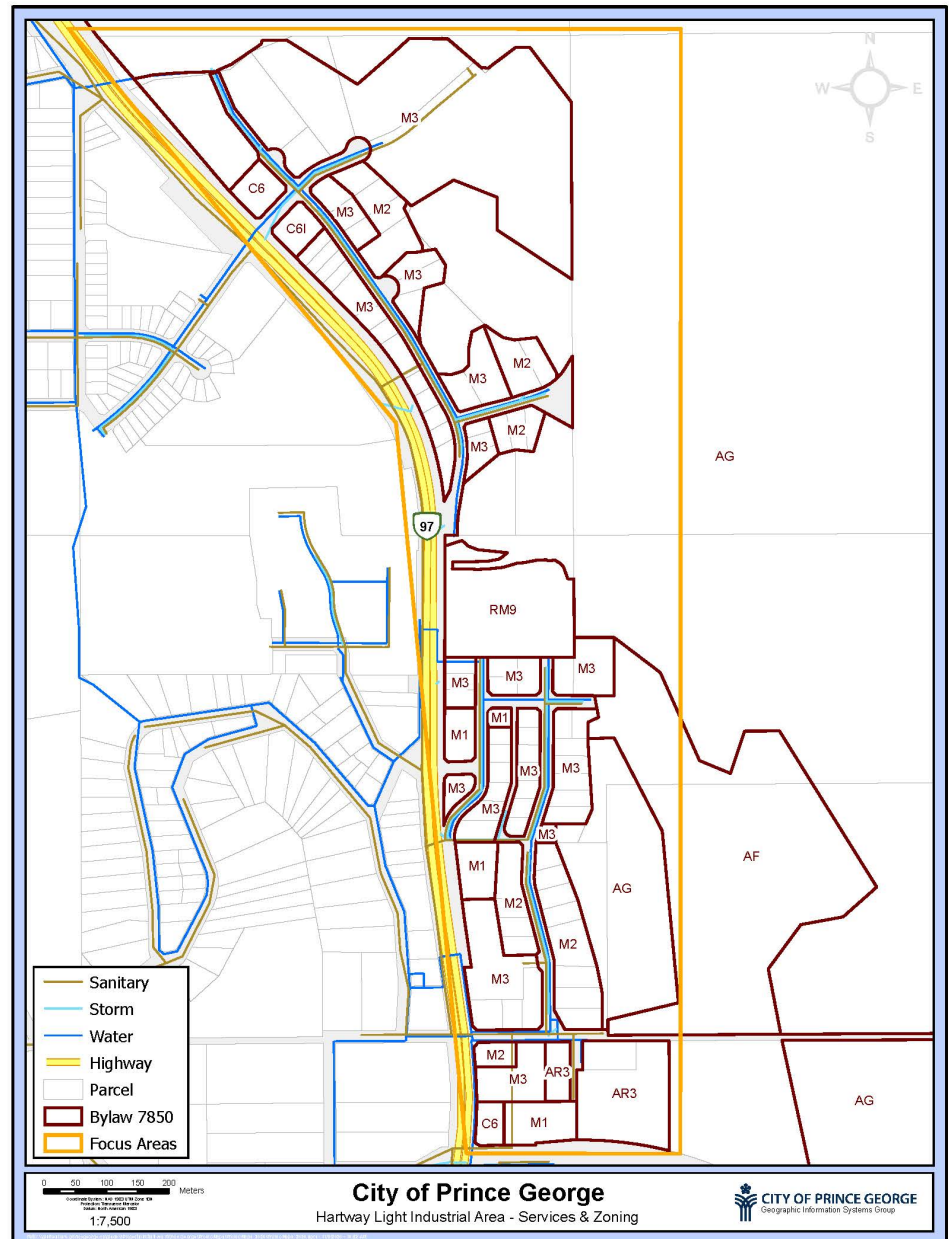 N
W E
S
M3
C6
M3
M2
C6I
M3
M3
M2
M3
M2
M3
AG
97
RM9
M3
M3
M3
M1
M1
M3
M3
M3
M3
M3
M1
AF
AG
M2
M2
M3
M2
M3
AR3
AR3
AG
C6
M1
Sanitary
Storm
Water
Highway
Parcel
Bylaw 7850
Focus Areas
0 50 100 150 200
Meters
1:7,500
City of Prince George
Hartway Light Industrial Area - Services & Zoning
CITY OF PRINCE GEORGE
Geographic Information Systems Group